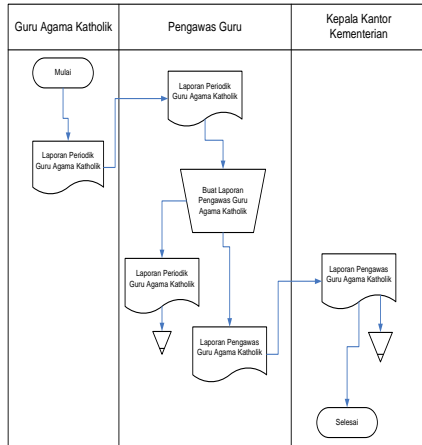 Guru Agama Katholik
Pengawas Guru
Kepala Kantor
Kementerian
Mulai
Laporan Periodik
Guru Agama Katholik
Laporan Periodik
Guru Agama Katholik
Buat Laporan
Pengawas Guru
Agama Katholik
Laporan Periodik
Guru Agama Katholik
Laporan Pengawas
Guru Agama Katholik
Laporan Pengawas
Guru Agama Katholik
Selesai